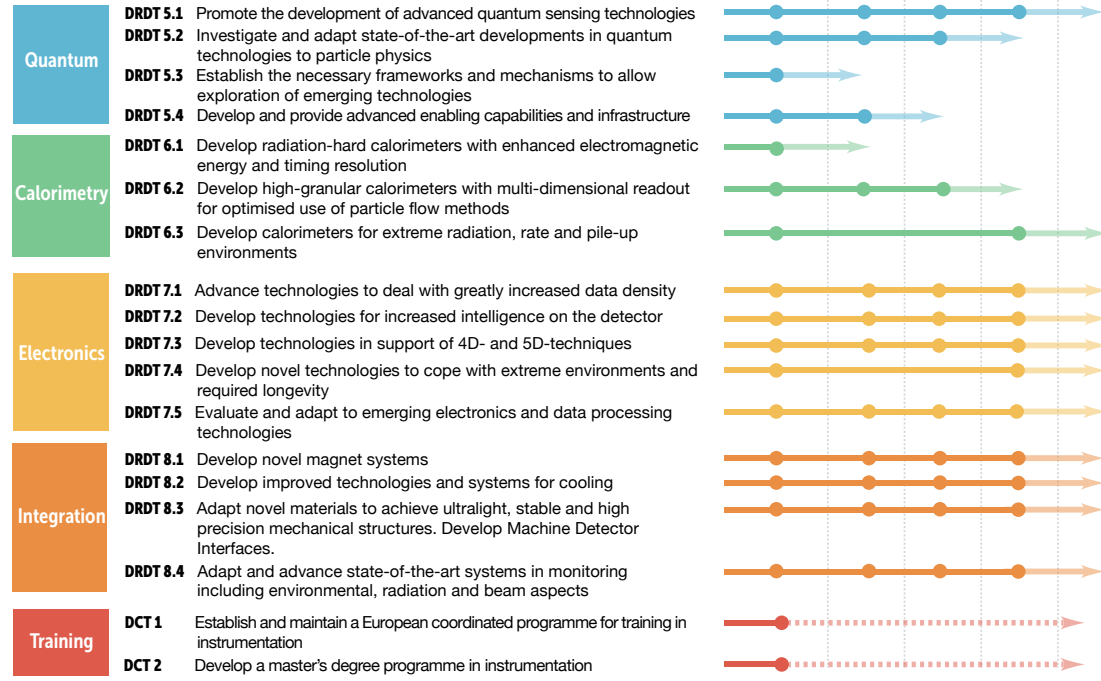 Quantum
DRDT 5.1 Promote the development of advanced quantum sensing technologies
DRDT 5.2 Investigate and adapt state-of-the-art developments in quantum
technologies to particle physics
DRDT 5.3 Establish the necessary frameworks and mechanisms to allow
exploration of emerging technologies
DRDT 5.4 Develop and provide advanced enabling capabilities and infrastructure
Calorimetry
DRDT 6.1 Develop radiation-hard calorimeters with enhanced electromagnetic
energy and timing resolution
DRDT 6.2 Develop high-granular calorimeters with multi-dimensional readout
for optimised use of particle flow methods
DRDT 6.3 Develop calorimeters for extreme radiation, rate and pile-up
environments
Electronics
DRDT 7.1 Advance technologies to deal with greatly increased data density
DRDT 7.2 Develop technologies for increased intelligence on the detector
DRDT 7.3 Develop technologies in support of 4D- and 5D-techniques
DRDT 7.4 Develop novel technologies to cope with extreme environments and
required longevity
DRDT 7.5 Evaluate and adapt to emerging electronics and data processing
technologies
Integration
DRDT 8.1 Develop novel magnet systems
DRDT 8.2 Develop improved technologies and systems for cooling
DRDT 8.3 Adapt novel materials to achieve ultralight, stable and high
precision mechanical structures. Develop Machine Detector
Interfaces.
DRDT 8.4 Adapt and advance state-of-the-art systems in monitoring
including environmental, radiation and beam aspects
Training
DCT 1 Establish and maintain a European coordinated programme for training in
instrumentation
DCT 2 Develop a master's degree programme in instrumentation